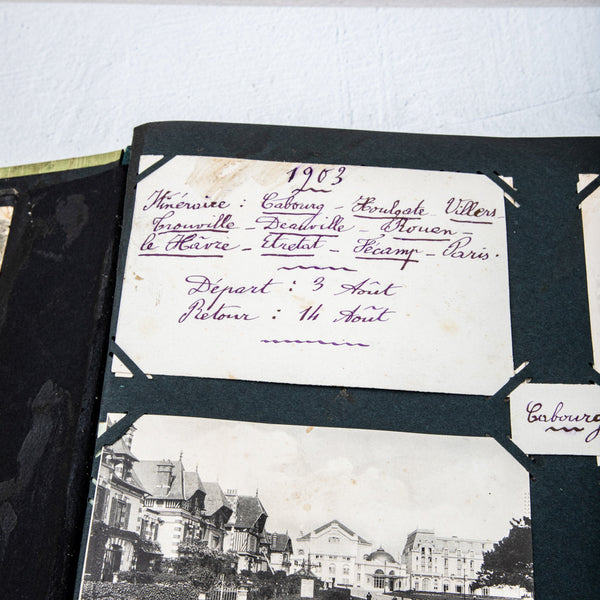 1903
Itinéraire : Cabourg - Houlgate Villers
Trouville - Deauville - Rouen -
le Hâvre - Etretat - Fécamp - Paris.
Départ : 3 Août
Retour : 14 Août
Cabourg